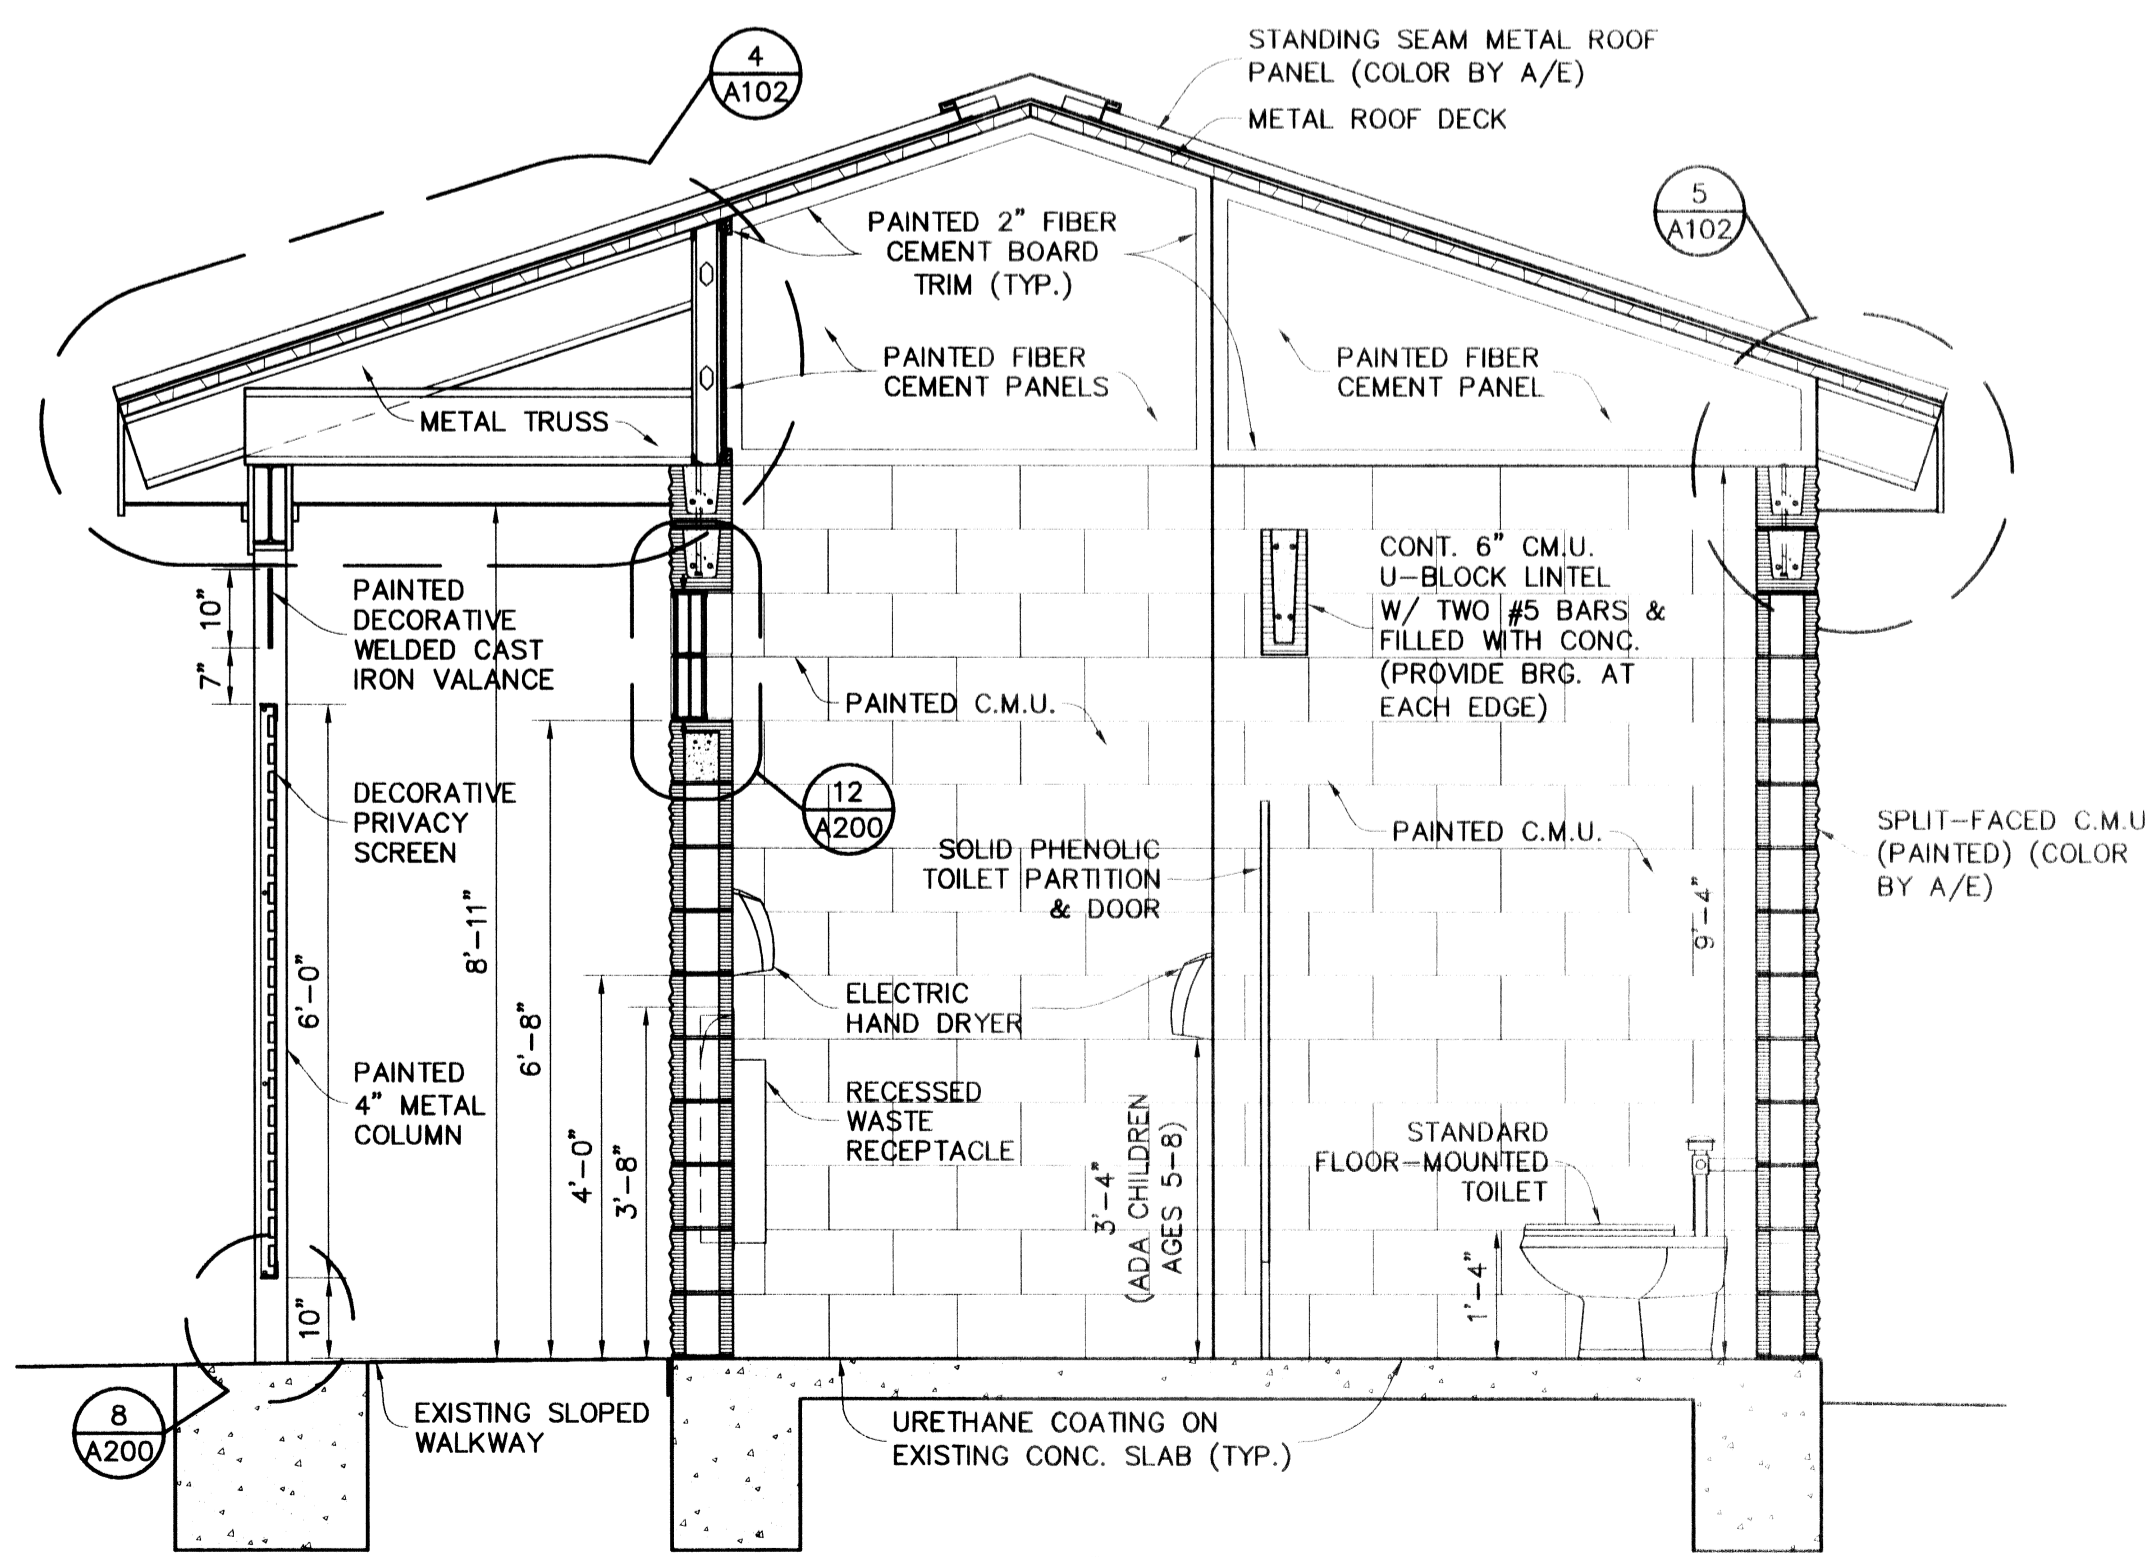 4
A102
STANDING SEAM METAL ROOF
PANEL (COLOR BY A/E)
METAL ROOF DECK
5
A102
PAINTED 2" FIBER
CEMENT BOARD
TRIM (TYP.)
PAINTED FIBER
CEMENT PANELS
PAINTED FIBER
CEMENT PANEL
METAL TRUSS
10"
7"
PAINTED
DECORATIVE
WELDED CAST
IRON VALANCE
CONT. 6" C.M.U.
U-BLOCK LINTEL
W/ TWO #5 BARS &
FILLED WITH CONC.
(PROVIDE BRG. AT
EACH EDGE)
PAINTED C.M.U.
DECORATIVE
PRIVACY
SCREEN
12
A200
PAINTED C.M.U.
SPLIT-FACED C.M.U
(PAINTED) (COLOR
BY A/E)
SOLID PHENOLIC
TOILET PARTITION
& DOOR
6'-0"
8'-11"
6'-8"
4'-0"
3'-8"
9'-4"
ELECTRIC
HAND DRYER
PAINTED
4" METAL
COLUMN
RECESSED
WASTE
RECEPTACLE
3'-4"
(ADA CHILDREN
AGES 5-8)
STANDARD
FLOOR-MOUNTED
TOILET
1'-4"
10"
8
A200
EXISTING SLOPED
WALKWAY
URETHANE COATING ON
EXISTING CONC. SLAB (TYP.)